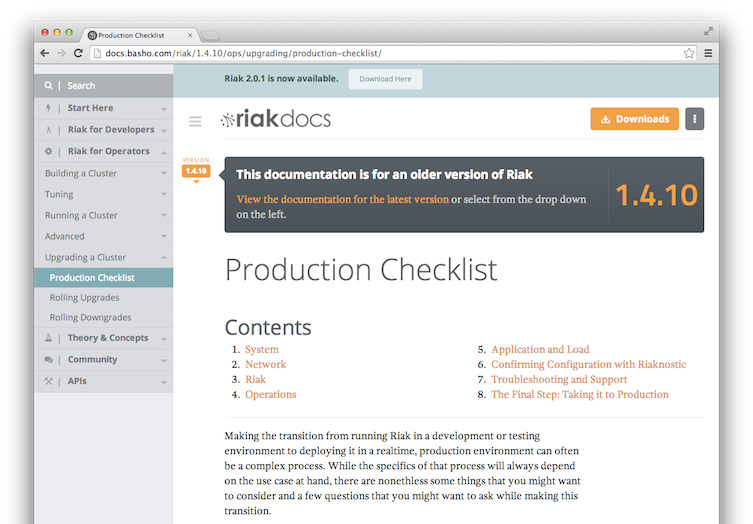 Production Checklist
docs.basho.com/riak/1.4.10/ops/upgrading/production-checklist/
Search
Start Here
Riak for Developers
Riak for Operators
Building a Cluster
Tuning
Running a Cluster
Advanced
Upgrading a Cluster
Production Checklist
Rolling Upgrades
Rolling Downgrades
Theory & Concepts
Community
APIs
Riak 2.0.1 is now available. Download Here
riakdocs
Downloads
VERSION
1.4.10
This documentation is for an older version of Riak
View the documentation for the latest version or select from the drop down
on the left.
1.4.10
Production Checklist
Contents
1. System
2. Network
3. Riak
4. Operations
5. Application and Load
6. Confirming Configuration with Riaknostic
7. Troubleshooting and Support
8. The Final Step: Taking it to Production
Making the transition from running Riak in a development or testing
environment to deploying it in a realtime, production environment can often
be a complex process. While the specifics of that process will always depend
on the use case at hand, there are nonethless some things that you might want
to consider and a few questions that you might want to ask while making this
transition.